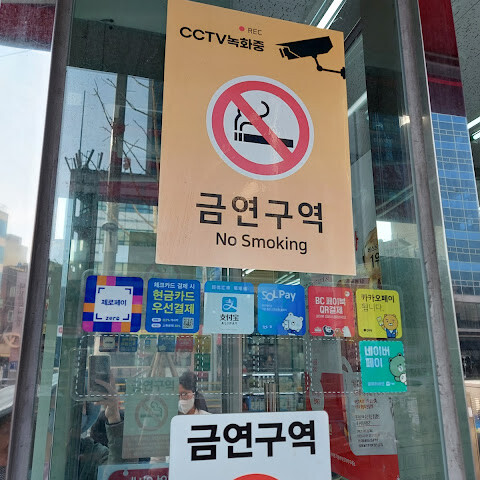 REC
CCTV녹화중
금연구역
No Smoking
제로페이
zero
체크카드 결제 시
현금카드
우선결제
支付宝
SOL Pay
BC 페이북
QR결제
카카오페이
됩니다.
네이버
페이
금연구역